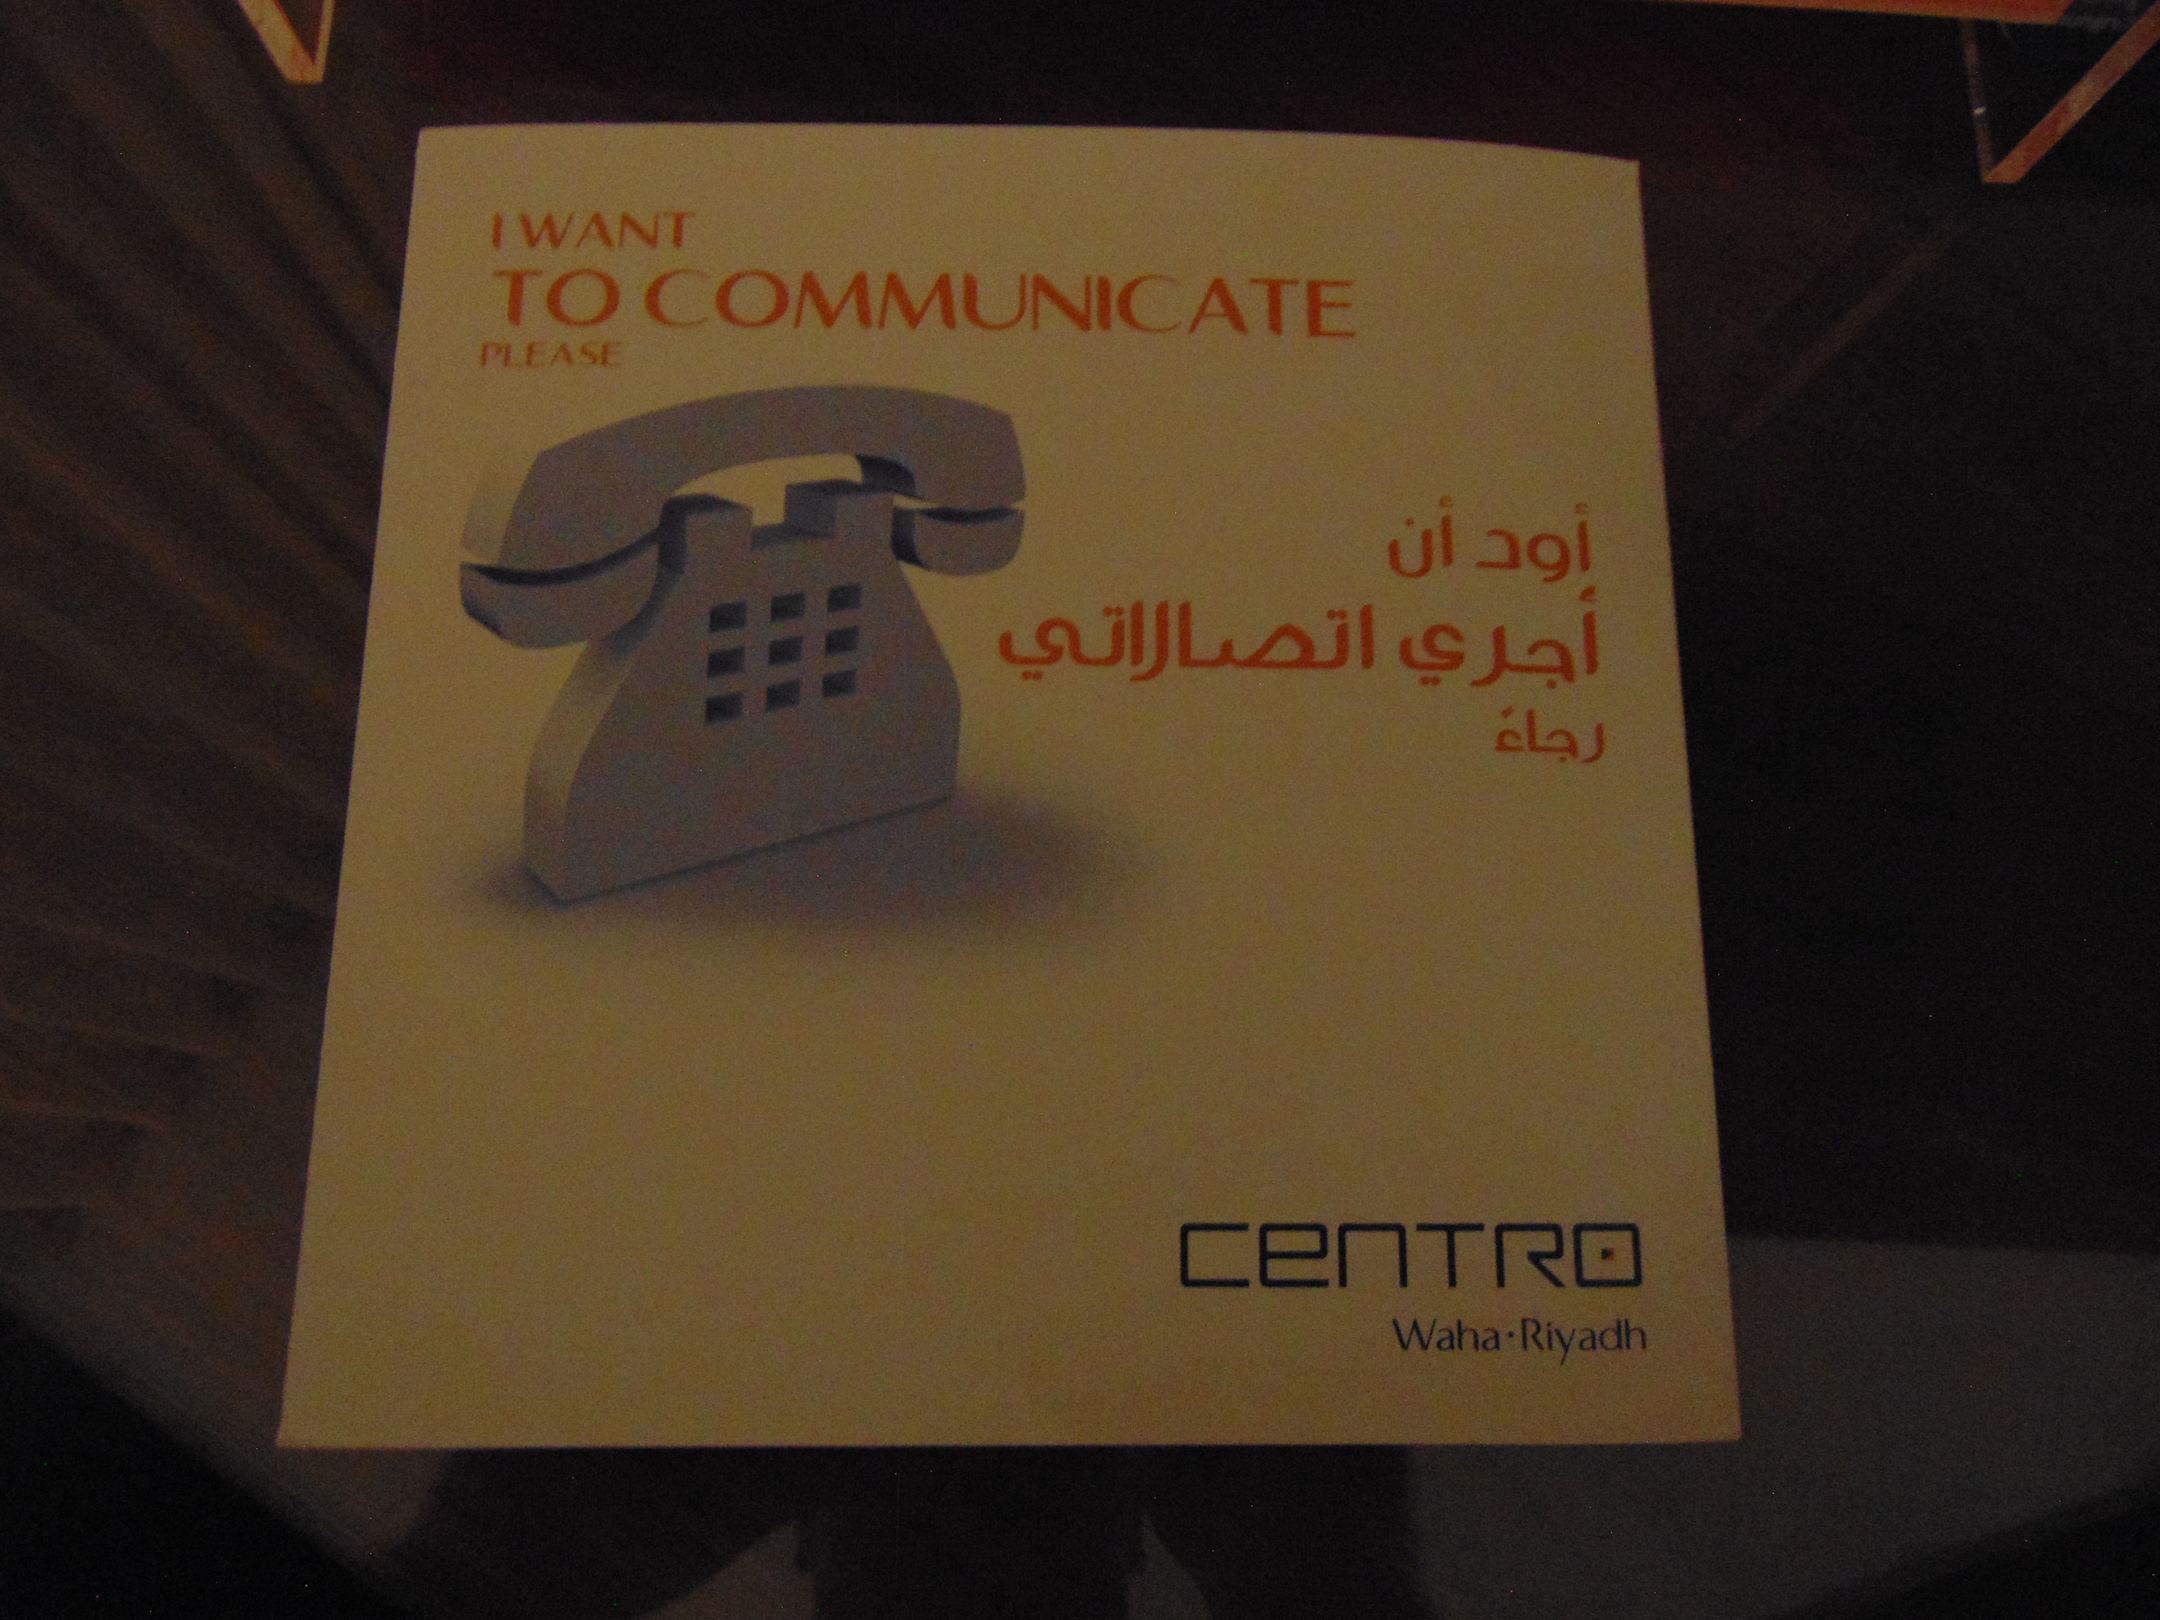 I WANT
TO COMMUNICATE
PLEASE
أود أن
أجري اتصالاتي
رجاءً
CENTRO
Waha·Riyadh